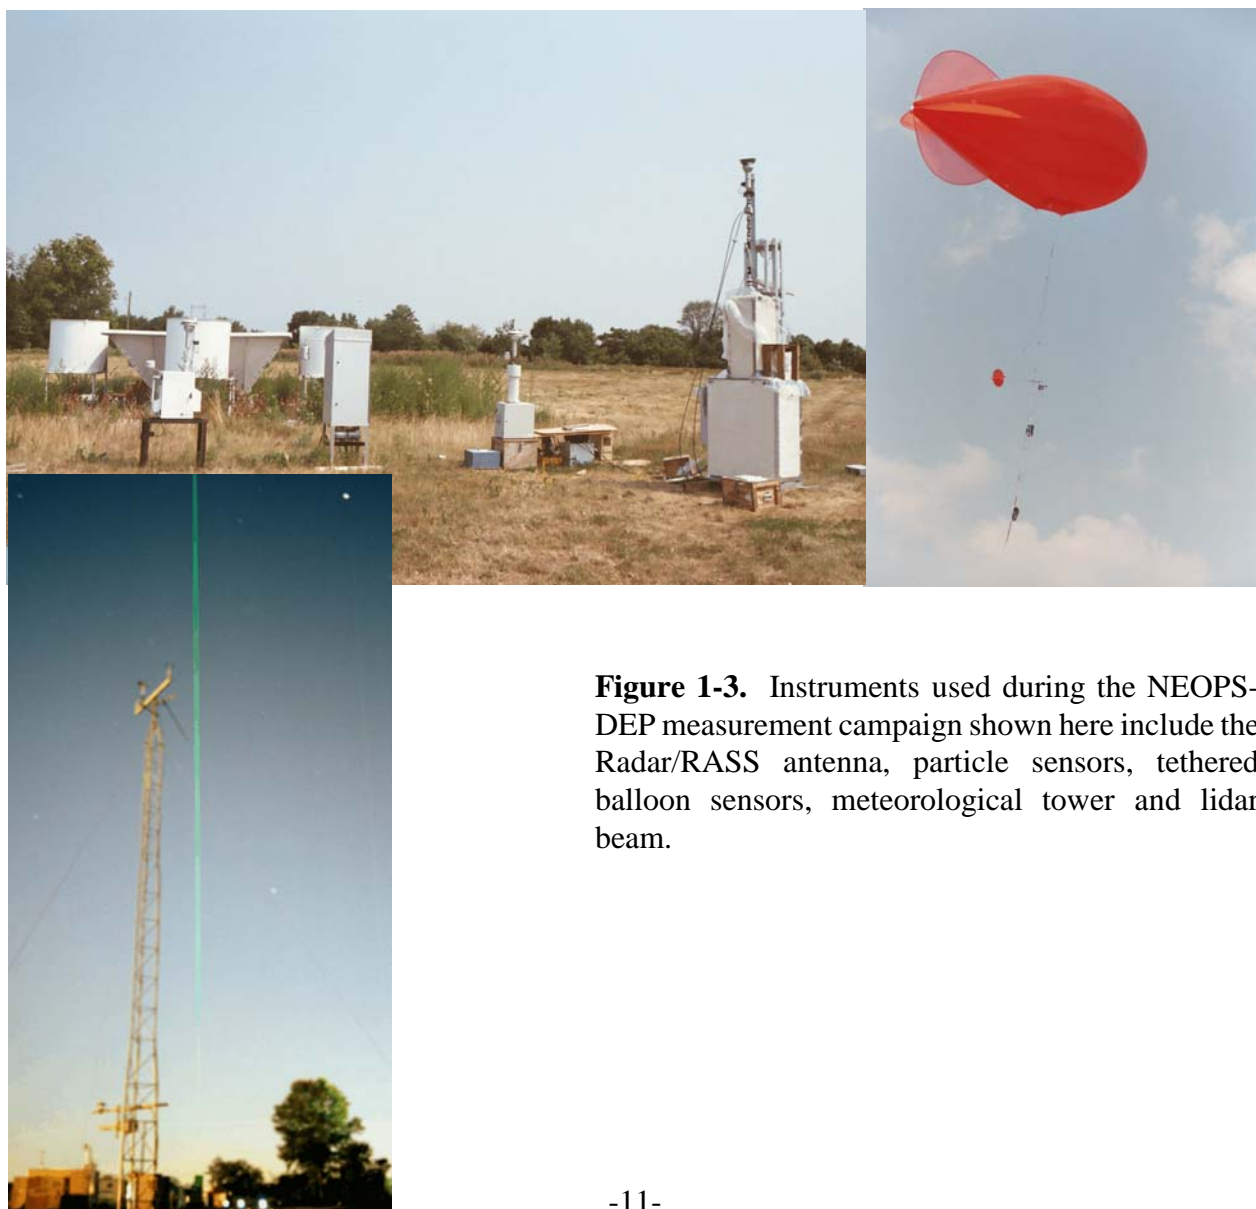 Figure 1-3. Instruments used during the NEOPS-
DEP measurement campaign shown here include the
Radar/RASS antenna, particle sensors, tethered
balloon sensors, meteorological tower and lidar
beam.
-11-